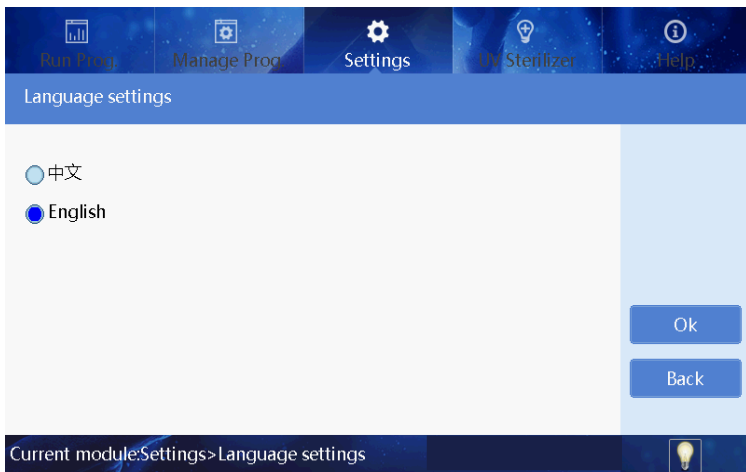 Run Prog.
Manage Prog.
Settings
UV Sterilizer
Help
Language settings
中文
English
Ok
Back
Current module:Settings>Language settings